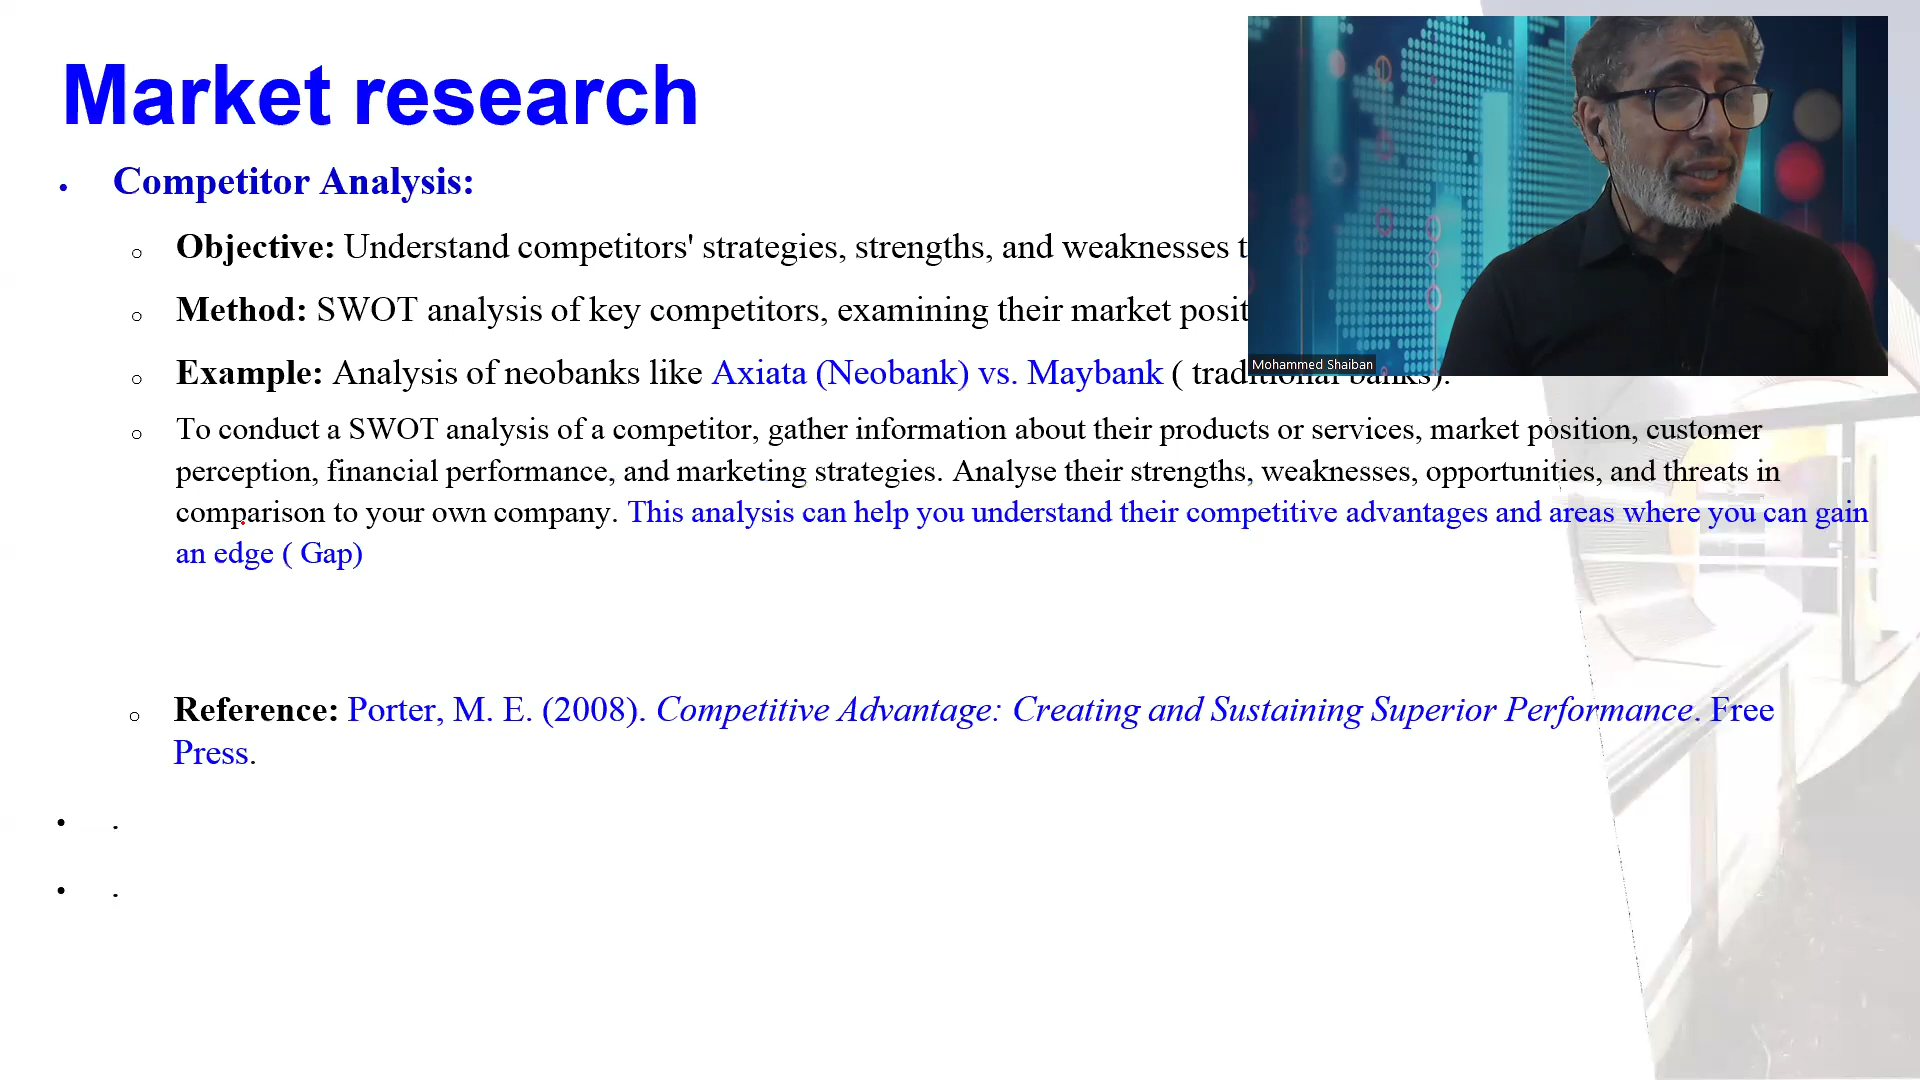 Market research
• Competitor Analysis:
o Objective: Understand competitors' strategies, strengths, and weaknesses
o Method: SWOT analysis of key competitors, examining their market
o Example: Analysis of neobanks like Axiata (Neobank) vs. Maybank ( traditional banks).
o To conduct a SWOT analysis of a competitor, gather information about their products or services, market position, customer
perception, financial performance, and marketing strategies. Analyse their strengths, weaknesses, opportunities, and threats in
comparison to your own company. This analysis can help you understand their competitive advantages and areas where you can gain
an edge ( Gap)
o Reference: Porter, M. E. (2008). Competitive Advantage: Creating and Sustaining Superior Performance. Free
Press.
• .
• .
Mohammed Shaiban